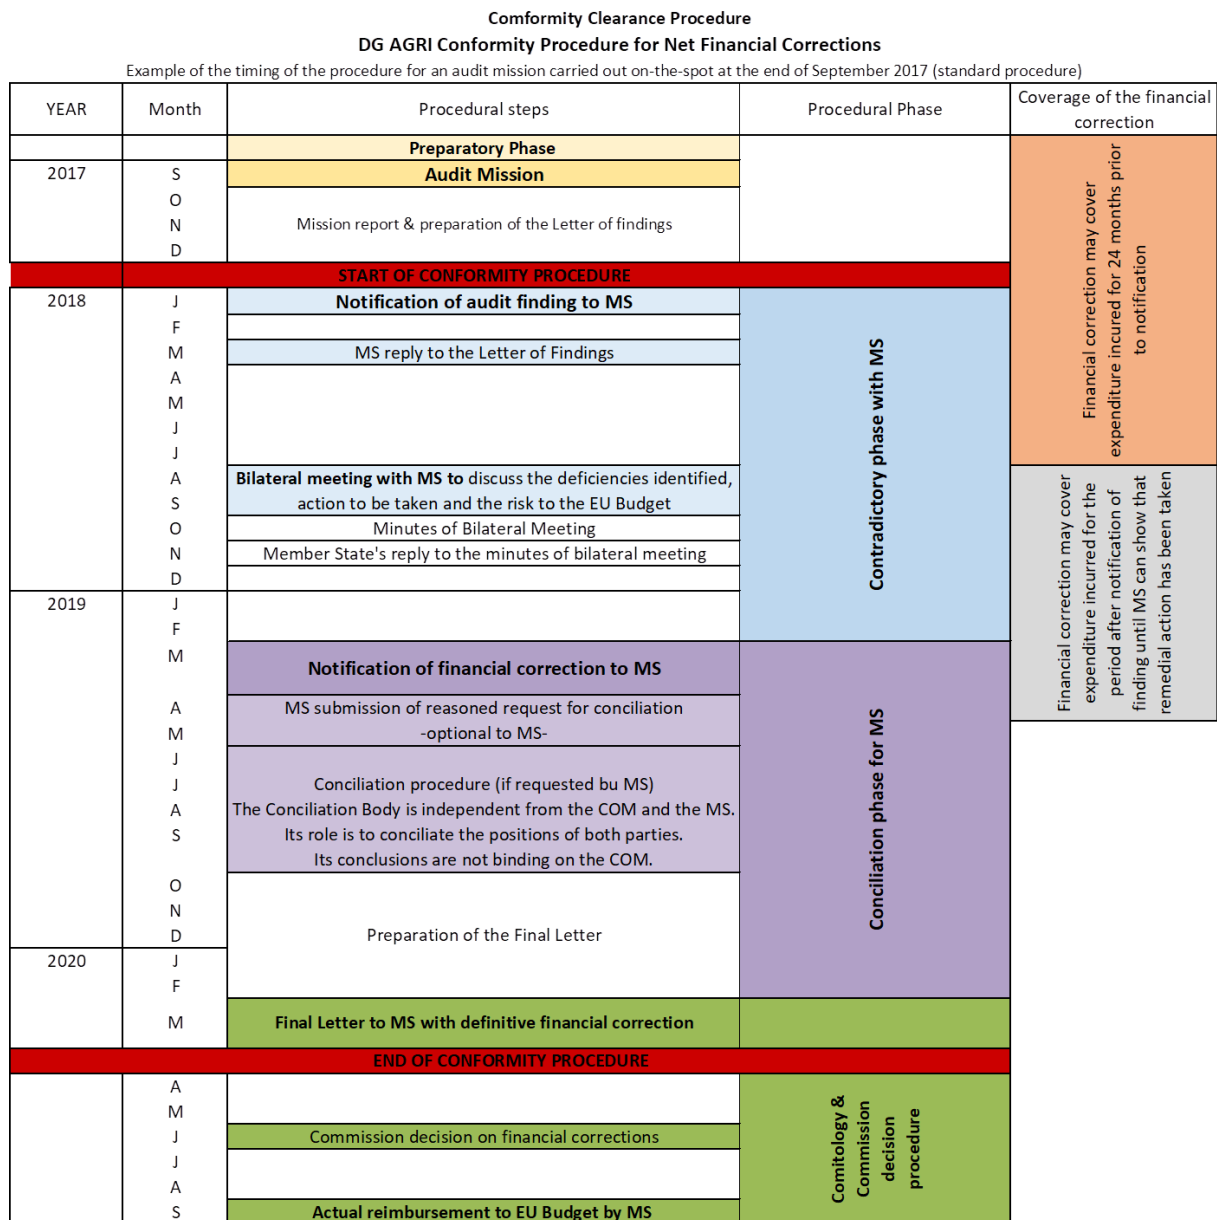 Comformity Clearance Procedure
DG AGRI Conformity Procedure for Net Financial Corrections
Example of the timing of the procedure for an audit mission carried out on-the-spot at the end of September 2017 (standard procedure)
YEAR
Month
Procedural steps
Procedural Phase
Coverage of the financial
correction
Preparatory Phase
2017
S
Audit Mission
O
N
Mission report & preparation of the Letter of findings
D
Financial correction may cover
expenditure incured for 24 months prior
to notification
START OF CONFORMITY PROCEDURE
2018
J
Notification of audit finding to MS
F
M
MS reply to the Letter of Findings
A
M
J
J
Contradictory phase with MS
A
Bilateral meeting with MS to discuss the deficiencies identified,
S
action to be taken and the risk to the EU Budget
O
Minutes of Bilateral Meeting
N
Member State's reply to the minutes of bilateral meeting
D
Financial correction may cover
expenditure incurred for the
period after notification of
finding until MS can show that
remedial action has been taken
2019
J
F
M
Notification of financial correction to MS
A
MS submission of reasoned request for conciliation
M
-optional to MS-
J
J
Conciliation procedure (if requested bu MS)
A
The Conciliation Body is independent from the COM and the MS.
S
Its role is to conciliate the positions of both parties.
Its conclusions are not binding on the COM.
Conciliation phase for MS
O
N
D
Preparation of the Final Letter
2020
J
F
M
Final Letter to MS with definitive financial correction
END OF CONFORMITY PROCEDURE
A
M
J
Commission decision on financial corrections
J
A
Comitology &
Commission
decision
procedure
S
Actual reimbursement to EU Budget by MS